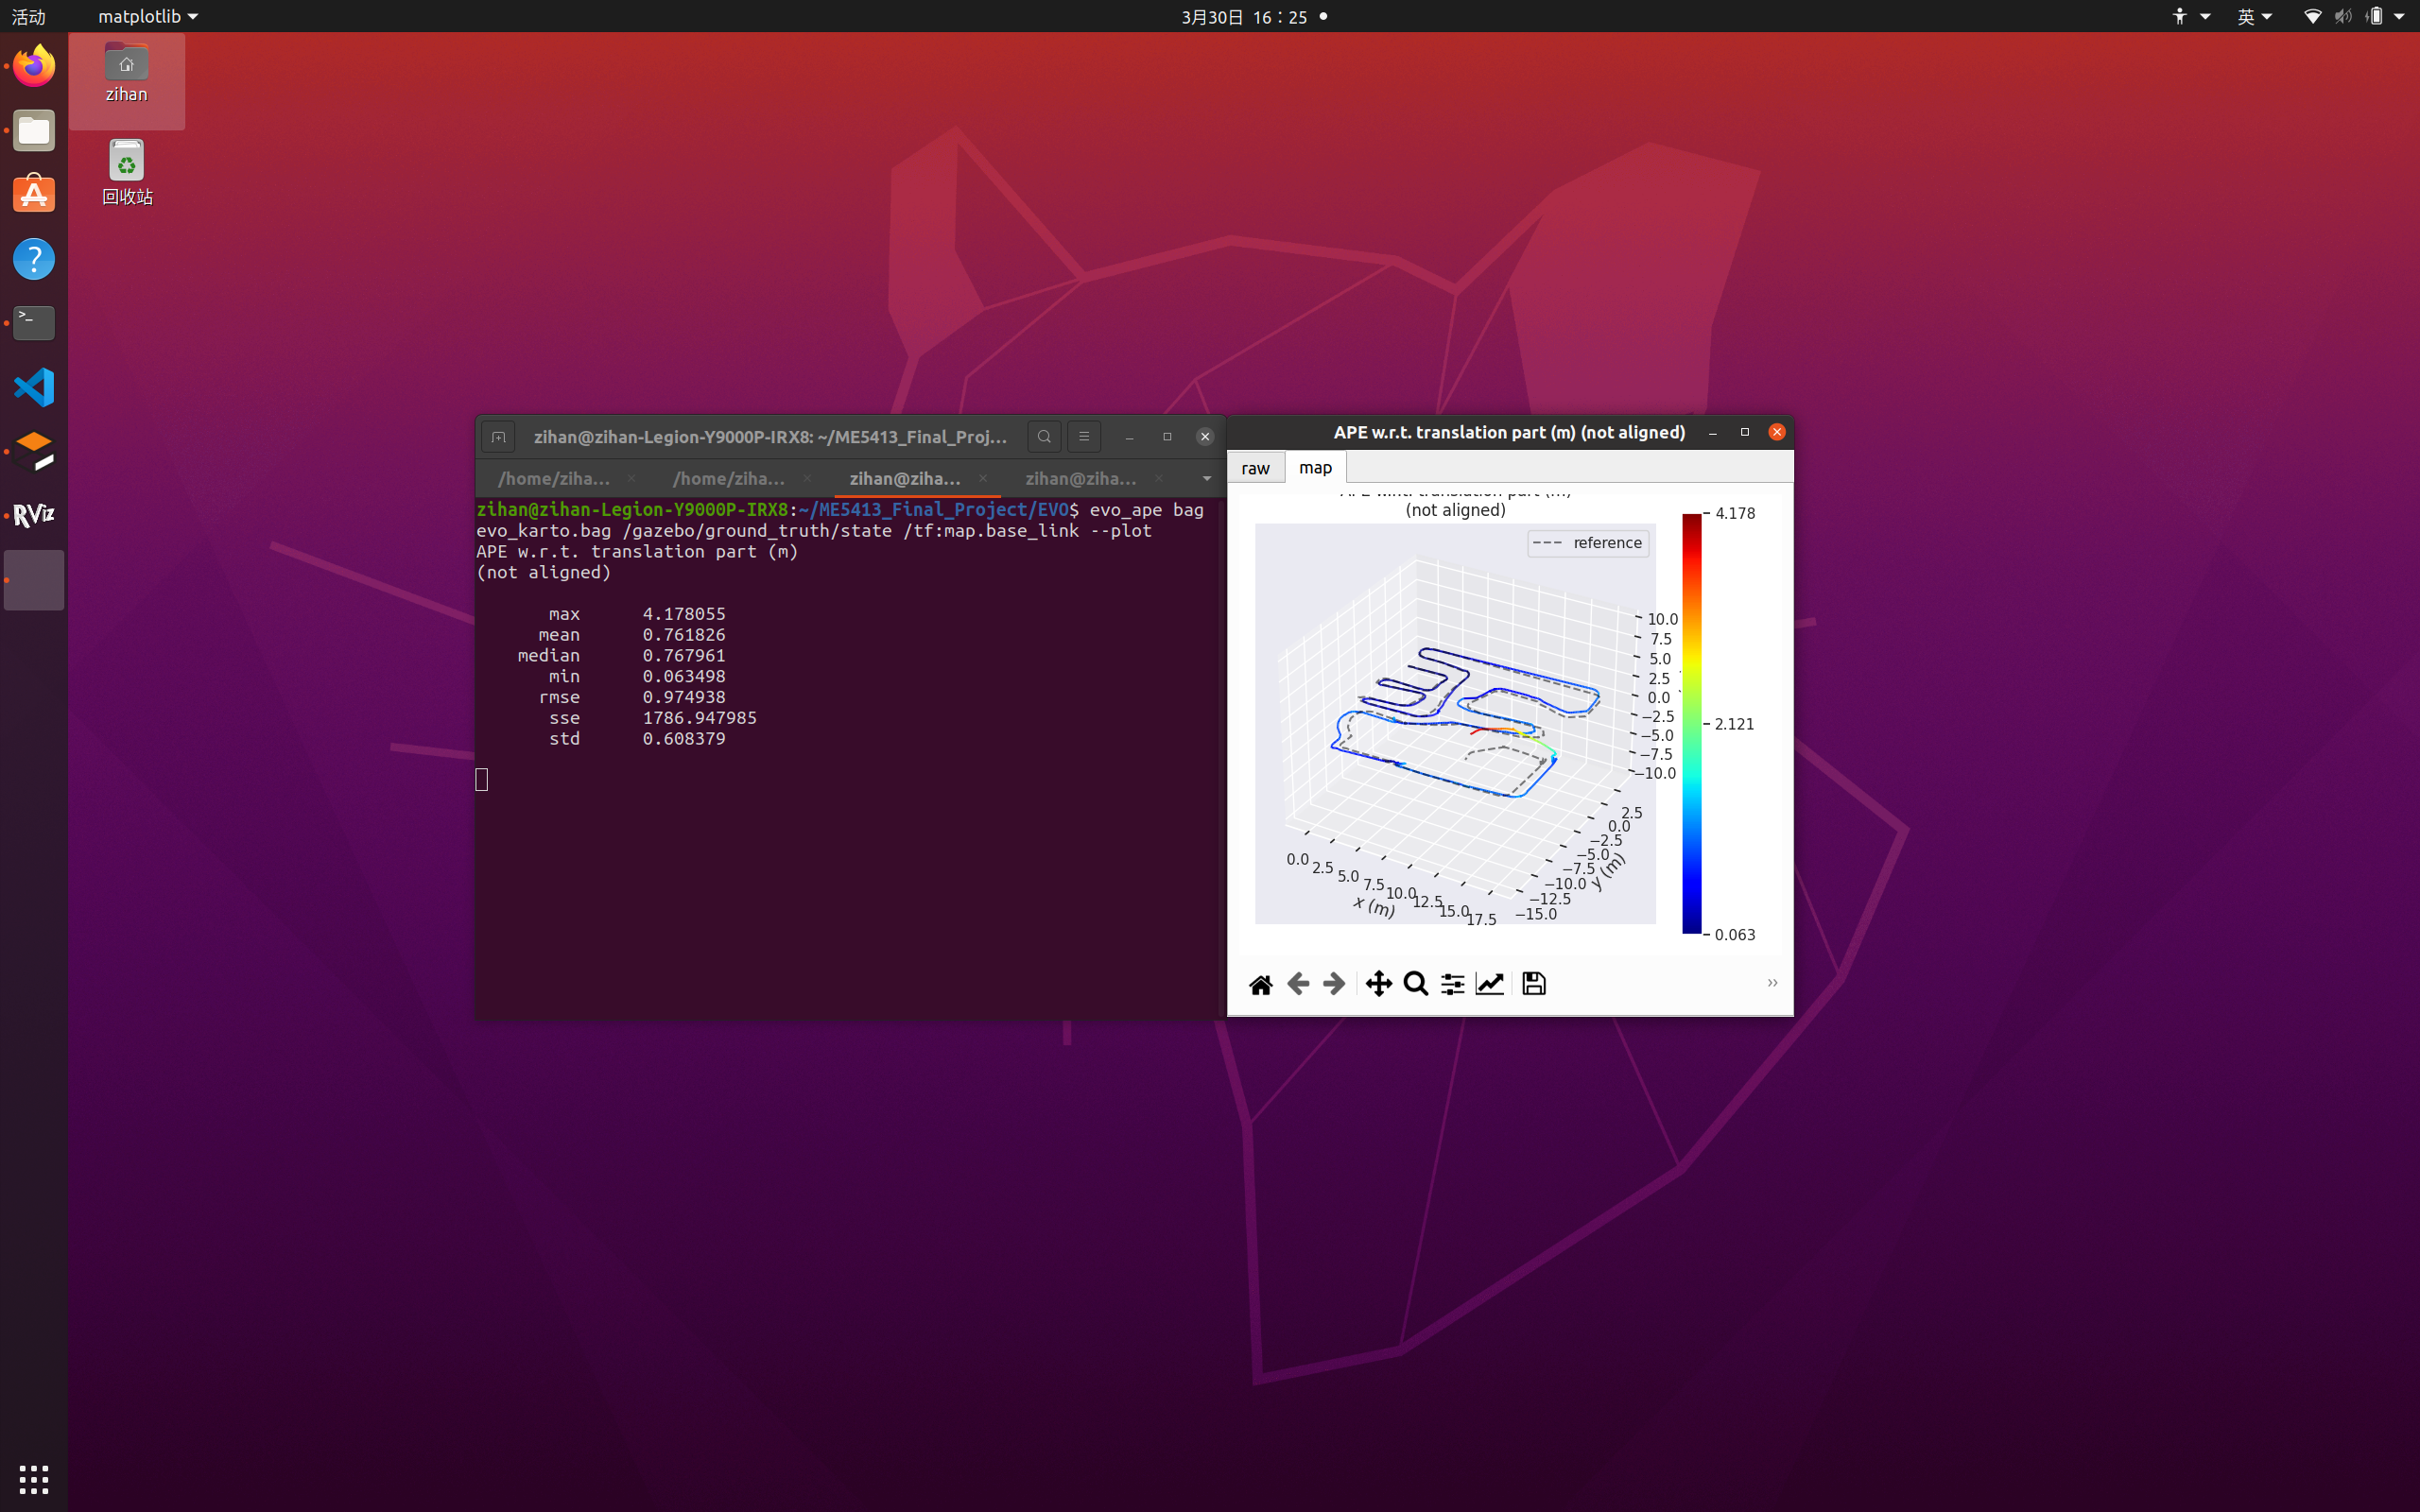 活动
matplotlib
3月30日 16：25
英
zihan
回收站
RViz
zihan@zihan-Legion-Y9000P-IRX8: ~/ME5413_Final_Proj...
/home/ziha...
/home/ziha...
zihan@ziha...
zihan@ziha...
zihan@zihan-Legion-Y9000P-IRX8:~/ME5413_Final_Project/EVO$ evo_ape bag
evo_karto.bag /gazebo/ground_truth/state /tf:map.base_link --plot
APE w.r.t. translation part (m)
(not aligned)
max 4.178055
mean 0.761826
median 0.767961
min 0.063498
rmse 0.974938
sse 1786.947985
std 0.608379
APE w.r.t. translation part (m) (not aligned)
raw
map
APE w.r.t. translation part (m)
(not aligned)
reference
4.178
2.121
0.063
10.0
7.5
5.0
2.5
0.0
−2.5
−5.0
−7.5
−10.0
2.5
0.0
−2.5
−5.0
−7.5
−10.0
−12.5
−15.0
y (m)
0.0
2.5
5.0
7.5
10.0
12.5
15.0
17.5
x (m)